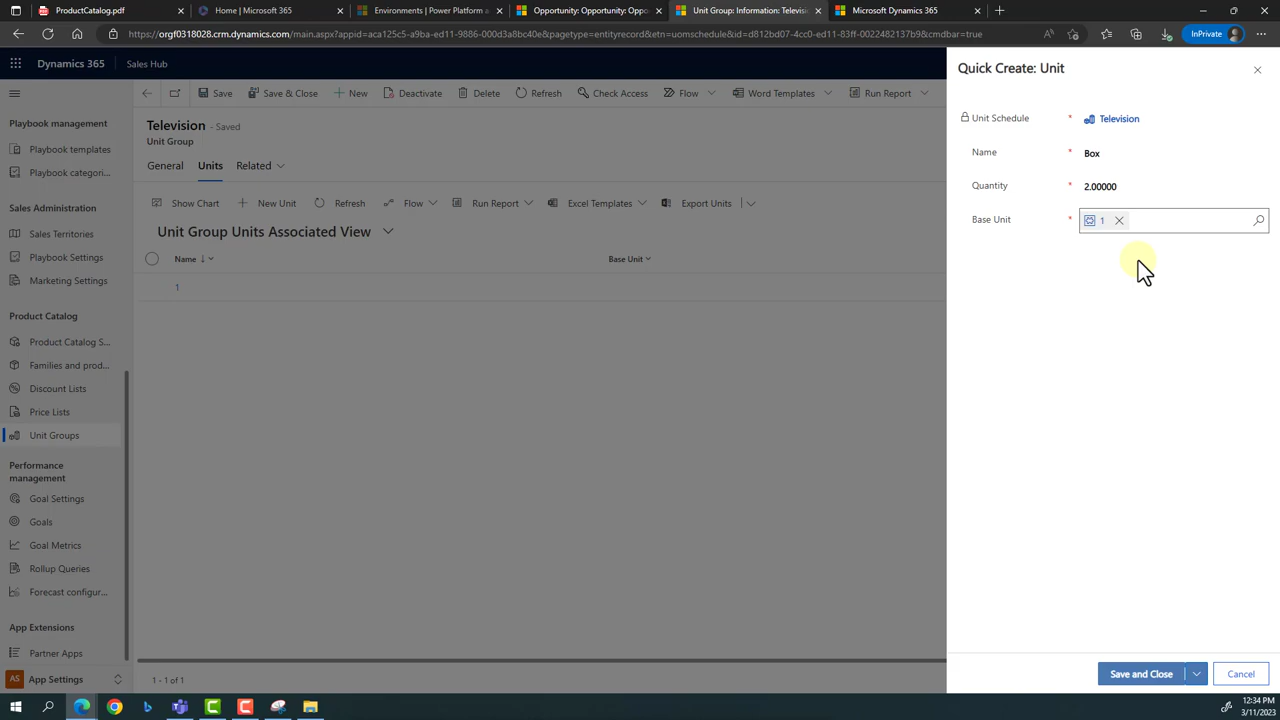 ProductCatalog.pdf
Home | Microsoft 365
Environments | Power Platform a
Opportunity: Opportunity: Oppo
Unit Group: Information: Televisi
Microsoft Dynamics 365
https://orgf0318028.crm.dynamics.com/main.aspx?appid=aca125c5-a9ba-ed11-9886-000d3a8bc40e&pagetype=entityrecord&etn=uomschedule&id=d812bd07-4cc0-ed11-83ff-0022482137b9&cmdbar=true
InPrivate
Dynamics 365
Sales Hub
Save
Save & Close
New
Deactivate
Delete
Refresh
Check Access
Flow
Word Templates
Run Report
Television - Saved
Unit Group
General
Units
Related
Show Chart
New Unit
Refresh
Flow
Run Report
Excel Templates
Export Units
Unit Group Units Associated View
Name
Base Unit
1
1 - 1 of 1
Playbook management
Playbook templates
Playbook categori...
Sales Administration
Sales Territories
Playbook Settings
Marketing Settings
Product Catalog
Product Catalog S...
Families and prod...
Discount Lists
Price Lists
Unit Groups
Performance
management
Goal Settings
Goals
Goal Metrics
Rollup Queries
Forecast configur...
App Extensions
Partner Apps
AS
App Settings
Quick Create: Unit
Unit Schedule * Television
Name * Box
Quantity * 2.00000
Base Unit * 1
Save and Close
Cancel
12:34 PM
3/11/2023